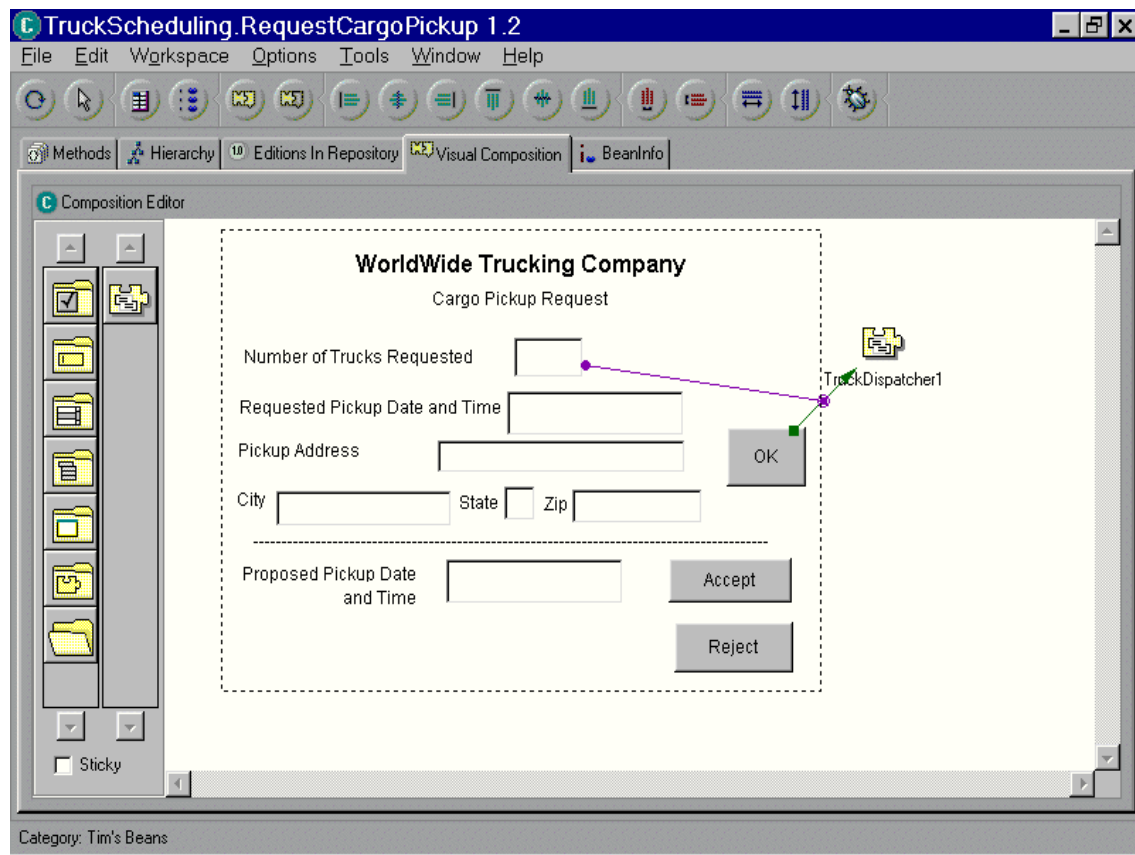 TruckScheduling.RequestCargoPickup 1.2
File Edit Workspace Options Tools Window Help
Methods Hierarchy 1.0 Editions In Repository Visual Composition BeanInfo
Composition Editor
WorldWide Trucking Company
Cargo Pickup Request
Number of Trucks Requested
TruckDispatcher1
Requested Pickup Date and Time
Pickup Address
OK
City State Zip
Proposed Pickup Date
and Time
Accept
Reject
Sticky
Category: Tim's Beans